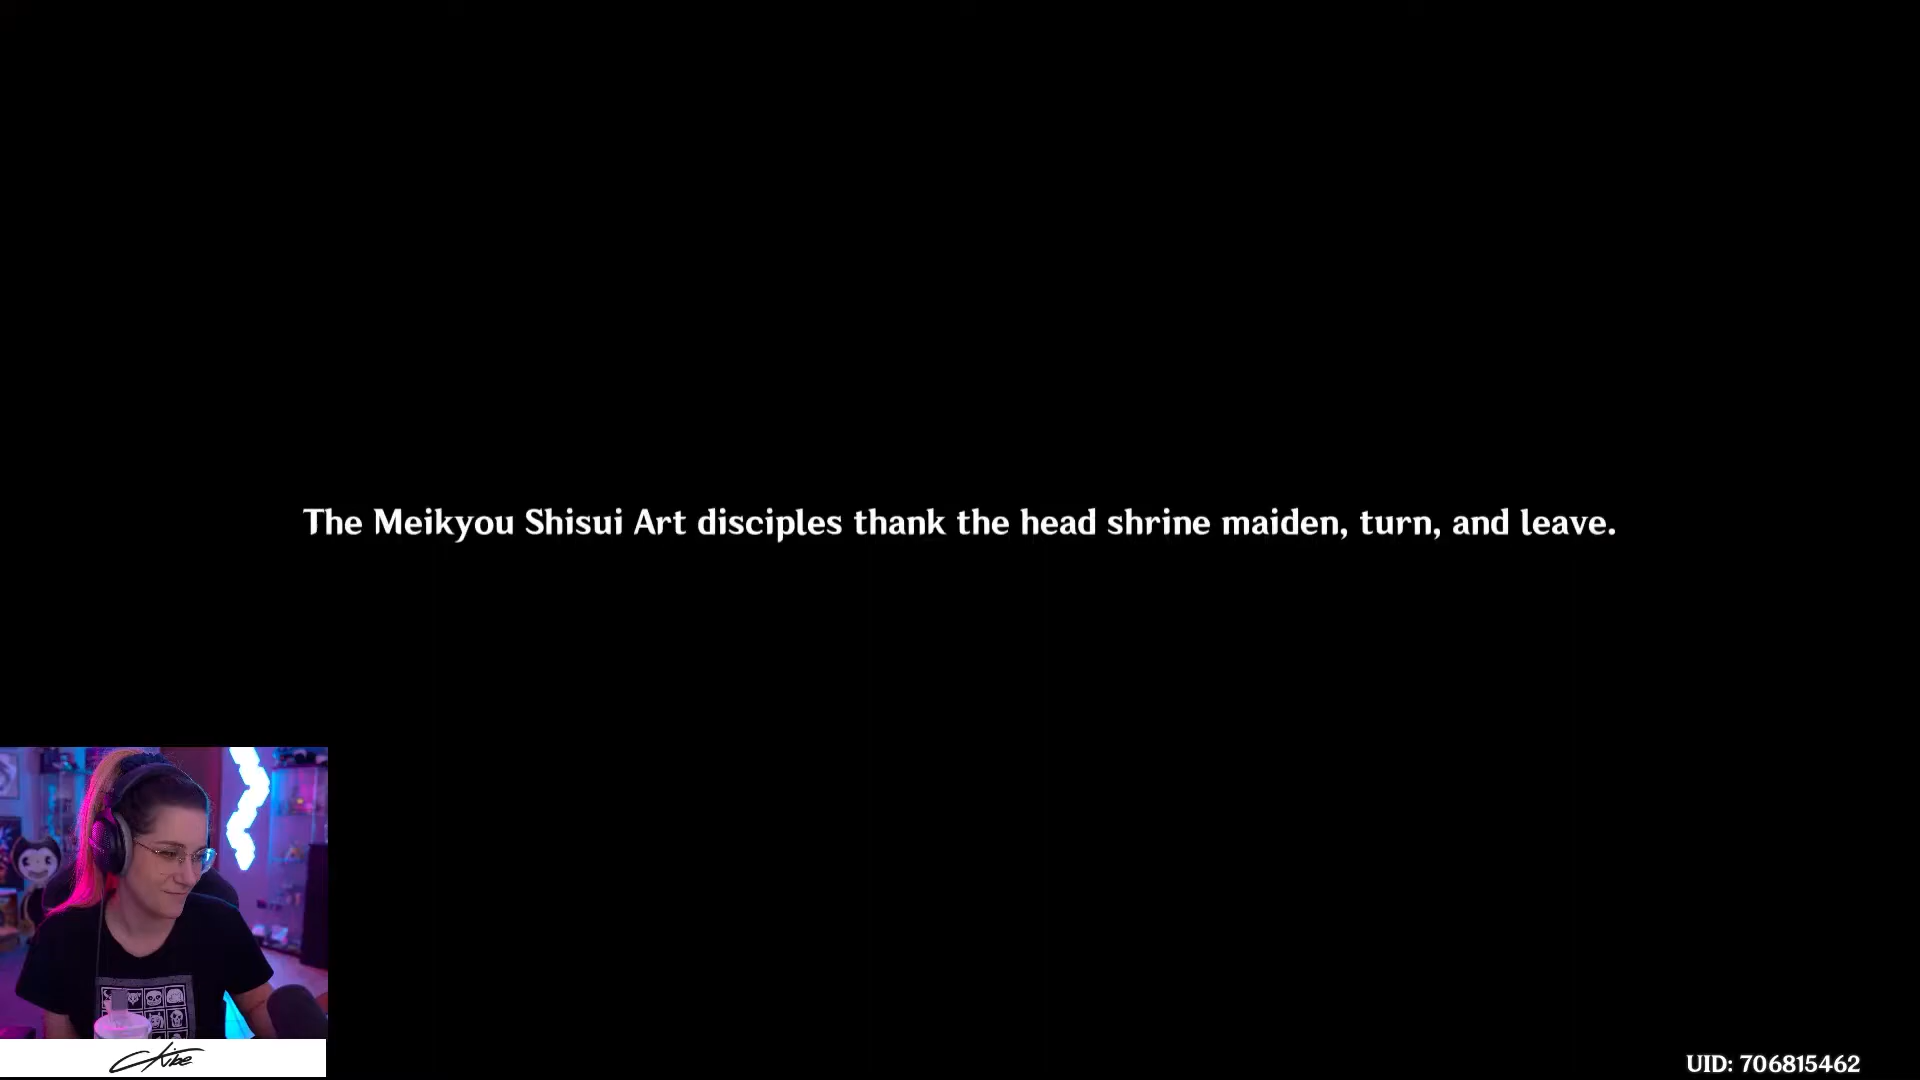 The Meikyou Shisui Art disciples thank the head shrine maiden, turn, and leave.
UID: 706815462